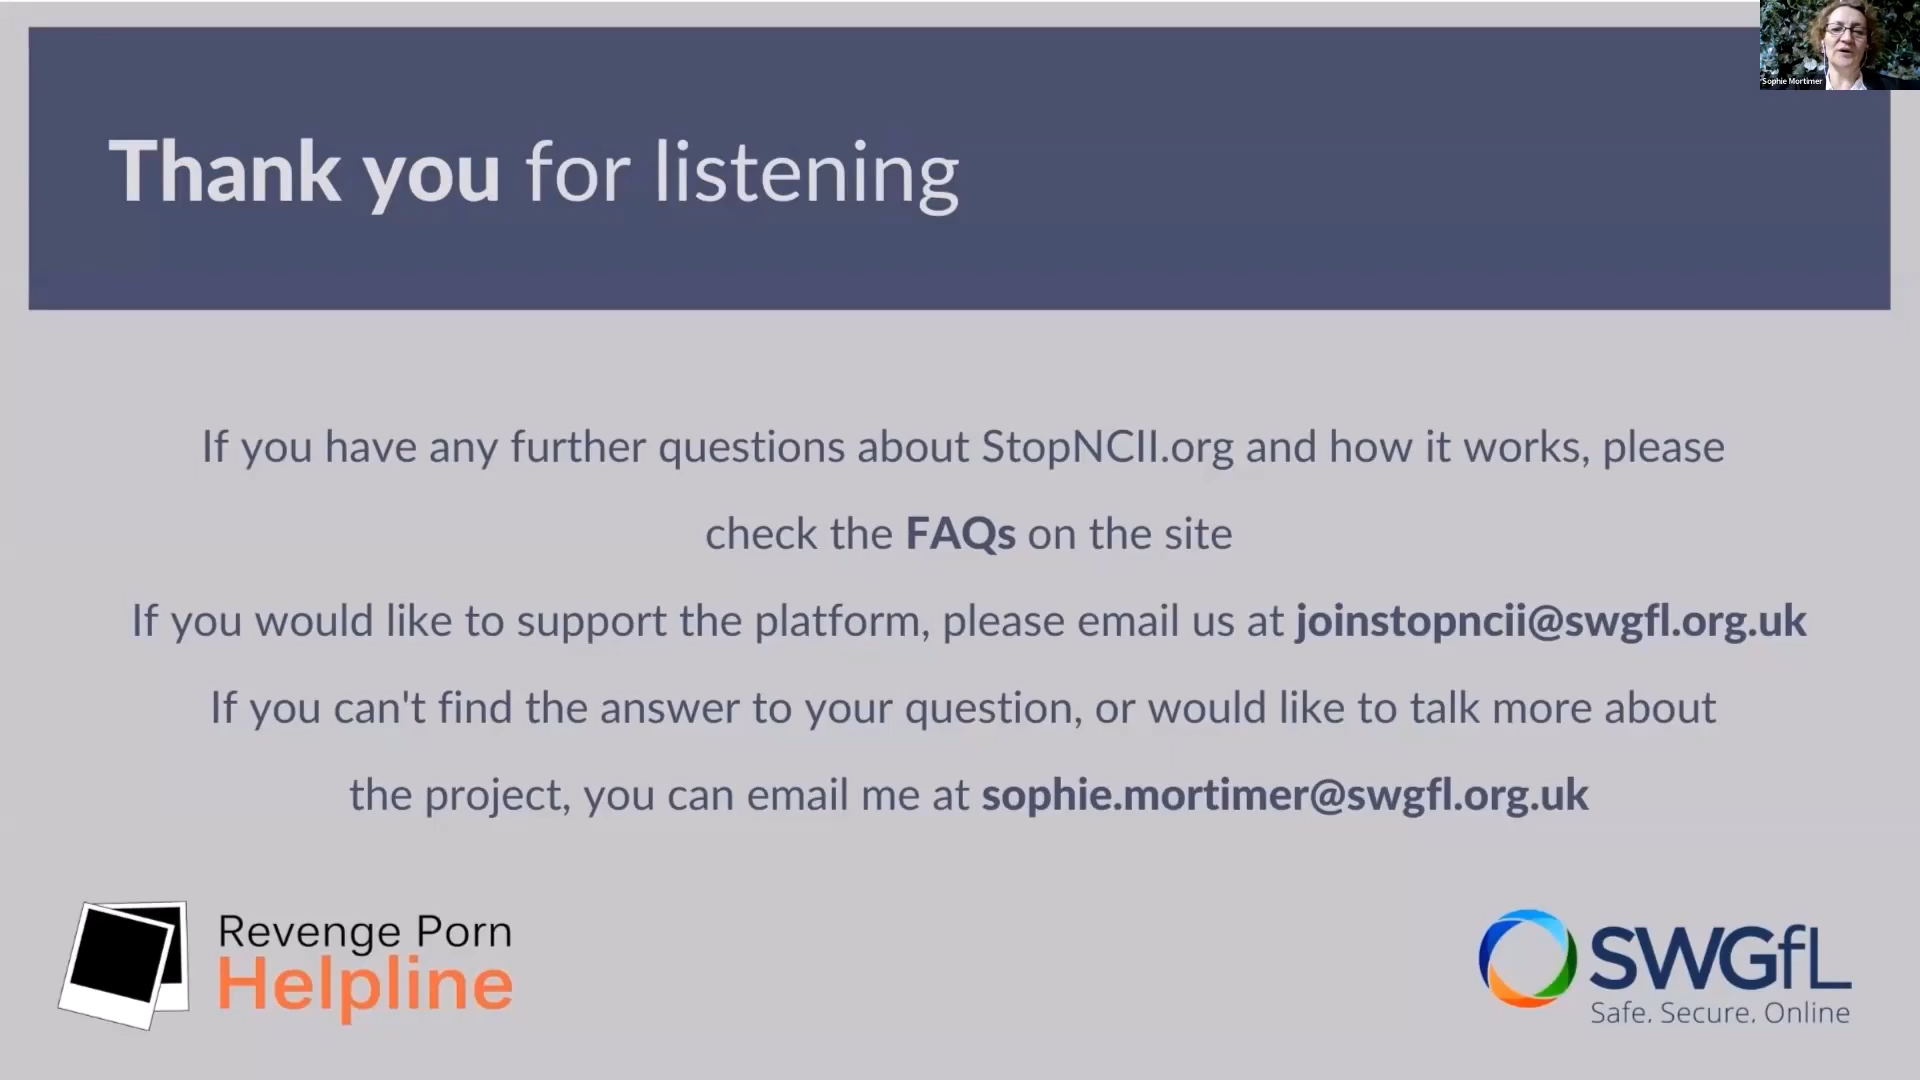 Sophie Mortimer
Thank you for listening
If you have any further questions about StopNCII.org and how it works, please
check the FAQs on the site
If you would like to support the platform, please email us at joinstopncii@swgfl.org.uk
If you can't find the answer to your question, or would like to talk more about
the project, you can email me at sophie.mortimer@swgfl.org.uk
Revenge Porn
Helpline
SWGfL
Safe. Secure. Online